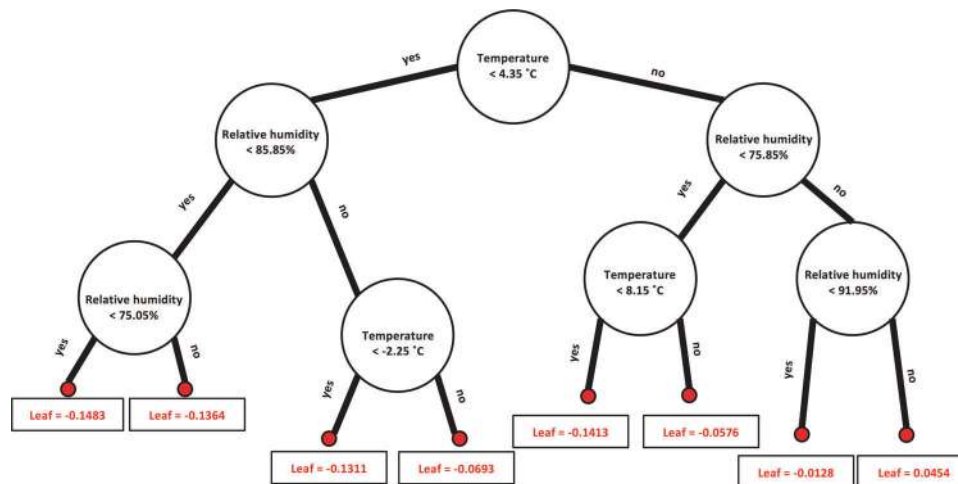 Temperature
< 4.35 ˚C
yes
no
Relative humidity
< 85.85%
Relative humidity
< 75.85%
yes
no
yes
no
Relative humidity
< 75.05%
Temperature
< -2.25 ˚C
Temperature
< 8.15 ˚C
Relative humidity
< 91.95%
yes
no
yes
no
yes
no
yes
no
Leaf = -0.1483
Leaf = -0.1364
Leaf = -0.1311
Leaf = -0.0693
Leaf = -0.1413
Leaf = -0.0576
Leaf = -0.0128
Leaf = 0.0454